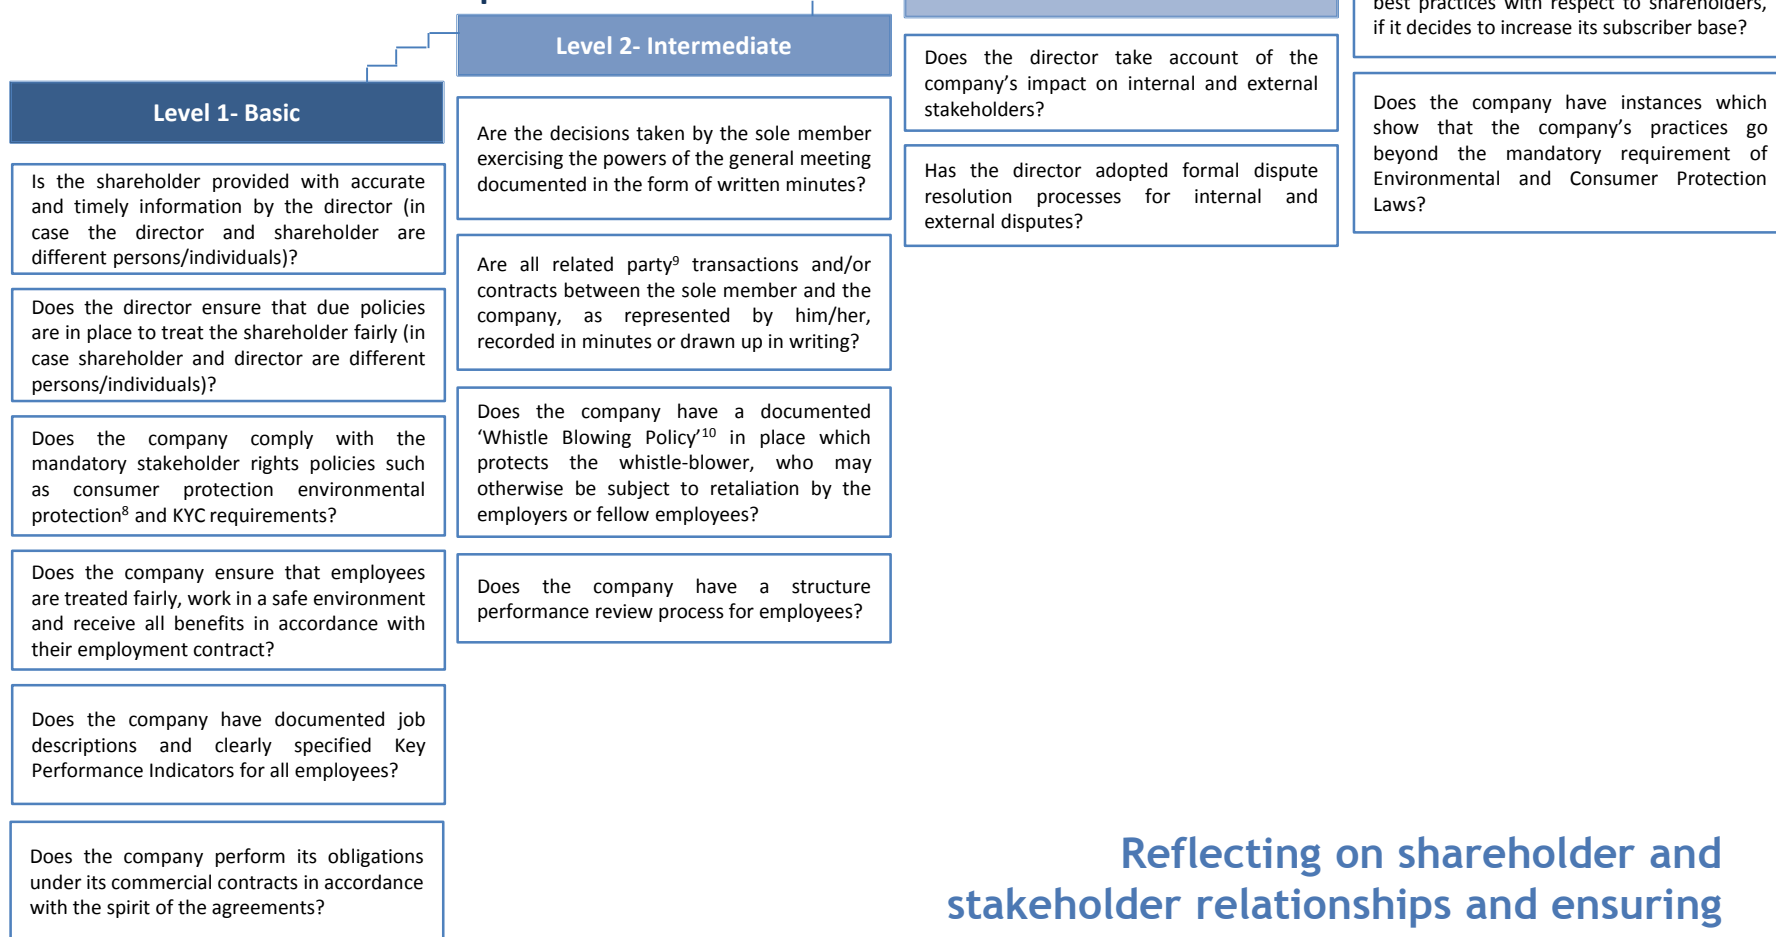 Level 1- Basic
Is the shareholder provided with accurate
and timely information by the director (in
case the director and shareholder are
different persons/individuals)?
Does the director ensure that due policies
are in place to treat the shareholder fairly (in
case shareholder and director are different
persons/individuals)?
Does the company comply with the
mandatory stakeholder rights policies such
as consumer protection environmental
protection⁸ and KYC requirements?
Does the company ensure that employees
are treated fairly, work in a safe environment
and receive all benefits in accordance with
their employment contract?
Does the company have documented job
descriptions and clearly specified Key
Performance Indicators for all employees?
Does the company perform its obligations
under its commercial contracts in accordance
with the spirit of the agreements?
Level 2- Intermediate
Are the decisions taken by the sole member
exercising the powers of the general meeting
documented in the form of written minutes?
Are all related party⁹ transactions and/or
contracts between the sole member and the
company, as represented by him/her,
recorded in minutes or drawn up in writing?
Does the company have a documented
‘Whistle Blowing Policy’¹⁰ in place which
protects the whistle-blower, who may
otherwise be subject to retaliation by the
employers or fellow employees?
Does the company have a structure
performance review process for employees?
Does the director take account of the
company’s impact on internal and external
stakeholders?
Has the director adopted formal dispute
resolution processes for internal and
external disputes?
best practices with respect to shareholders,
if it decides to increase its subscriber base?
Does the company have instances which
show that the company’s practices go
beyond the mandatory requirement of
Environmental and Consumer Protection
Laws?
Reflecting on shareholder and
stakeholder relationships and ensuring